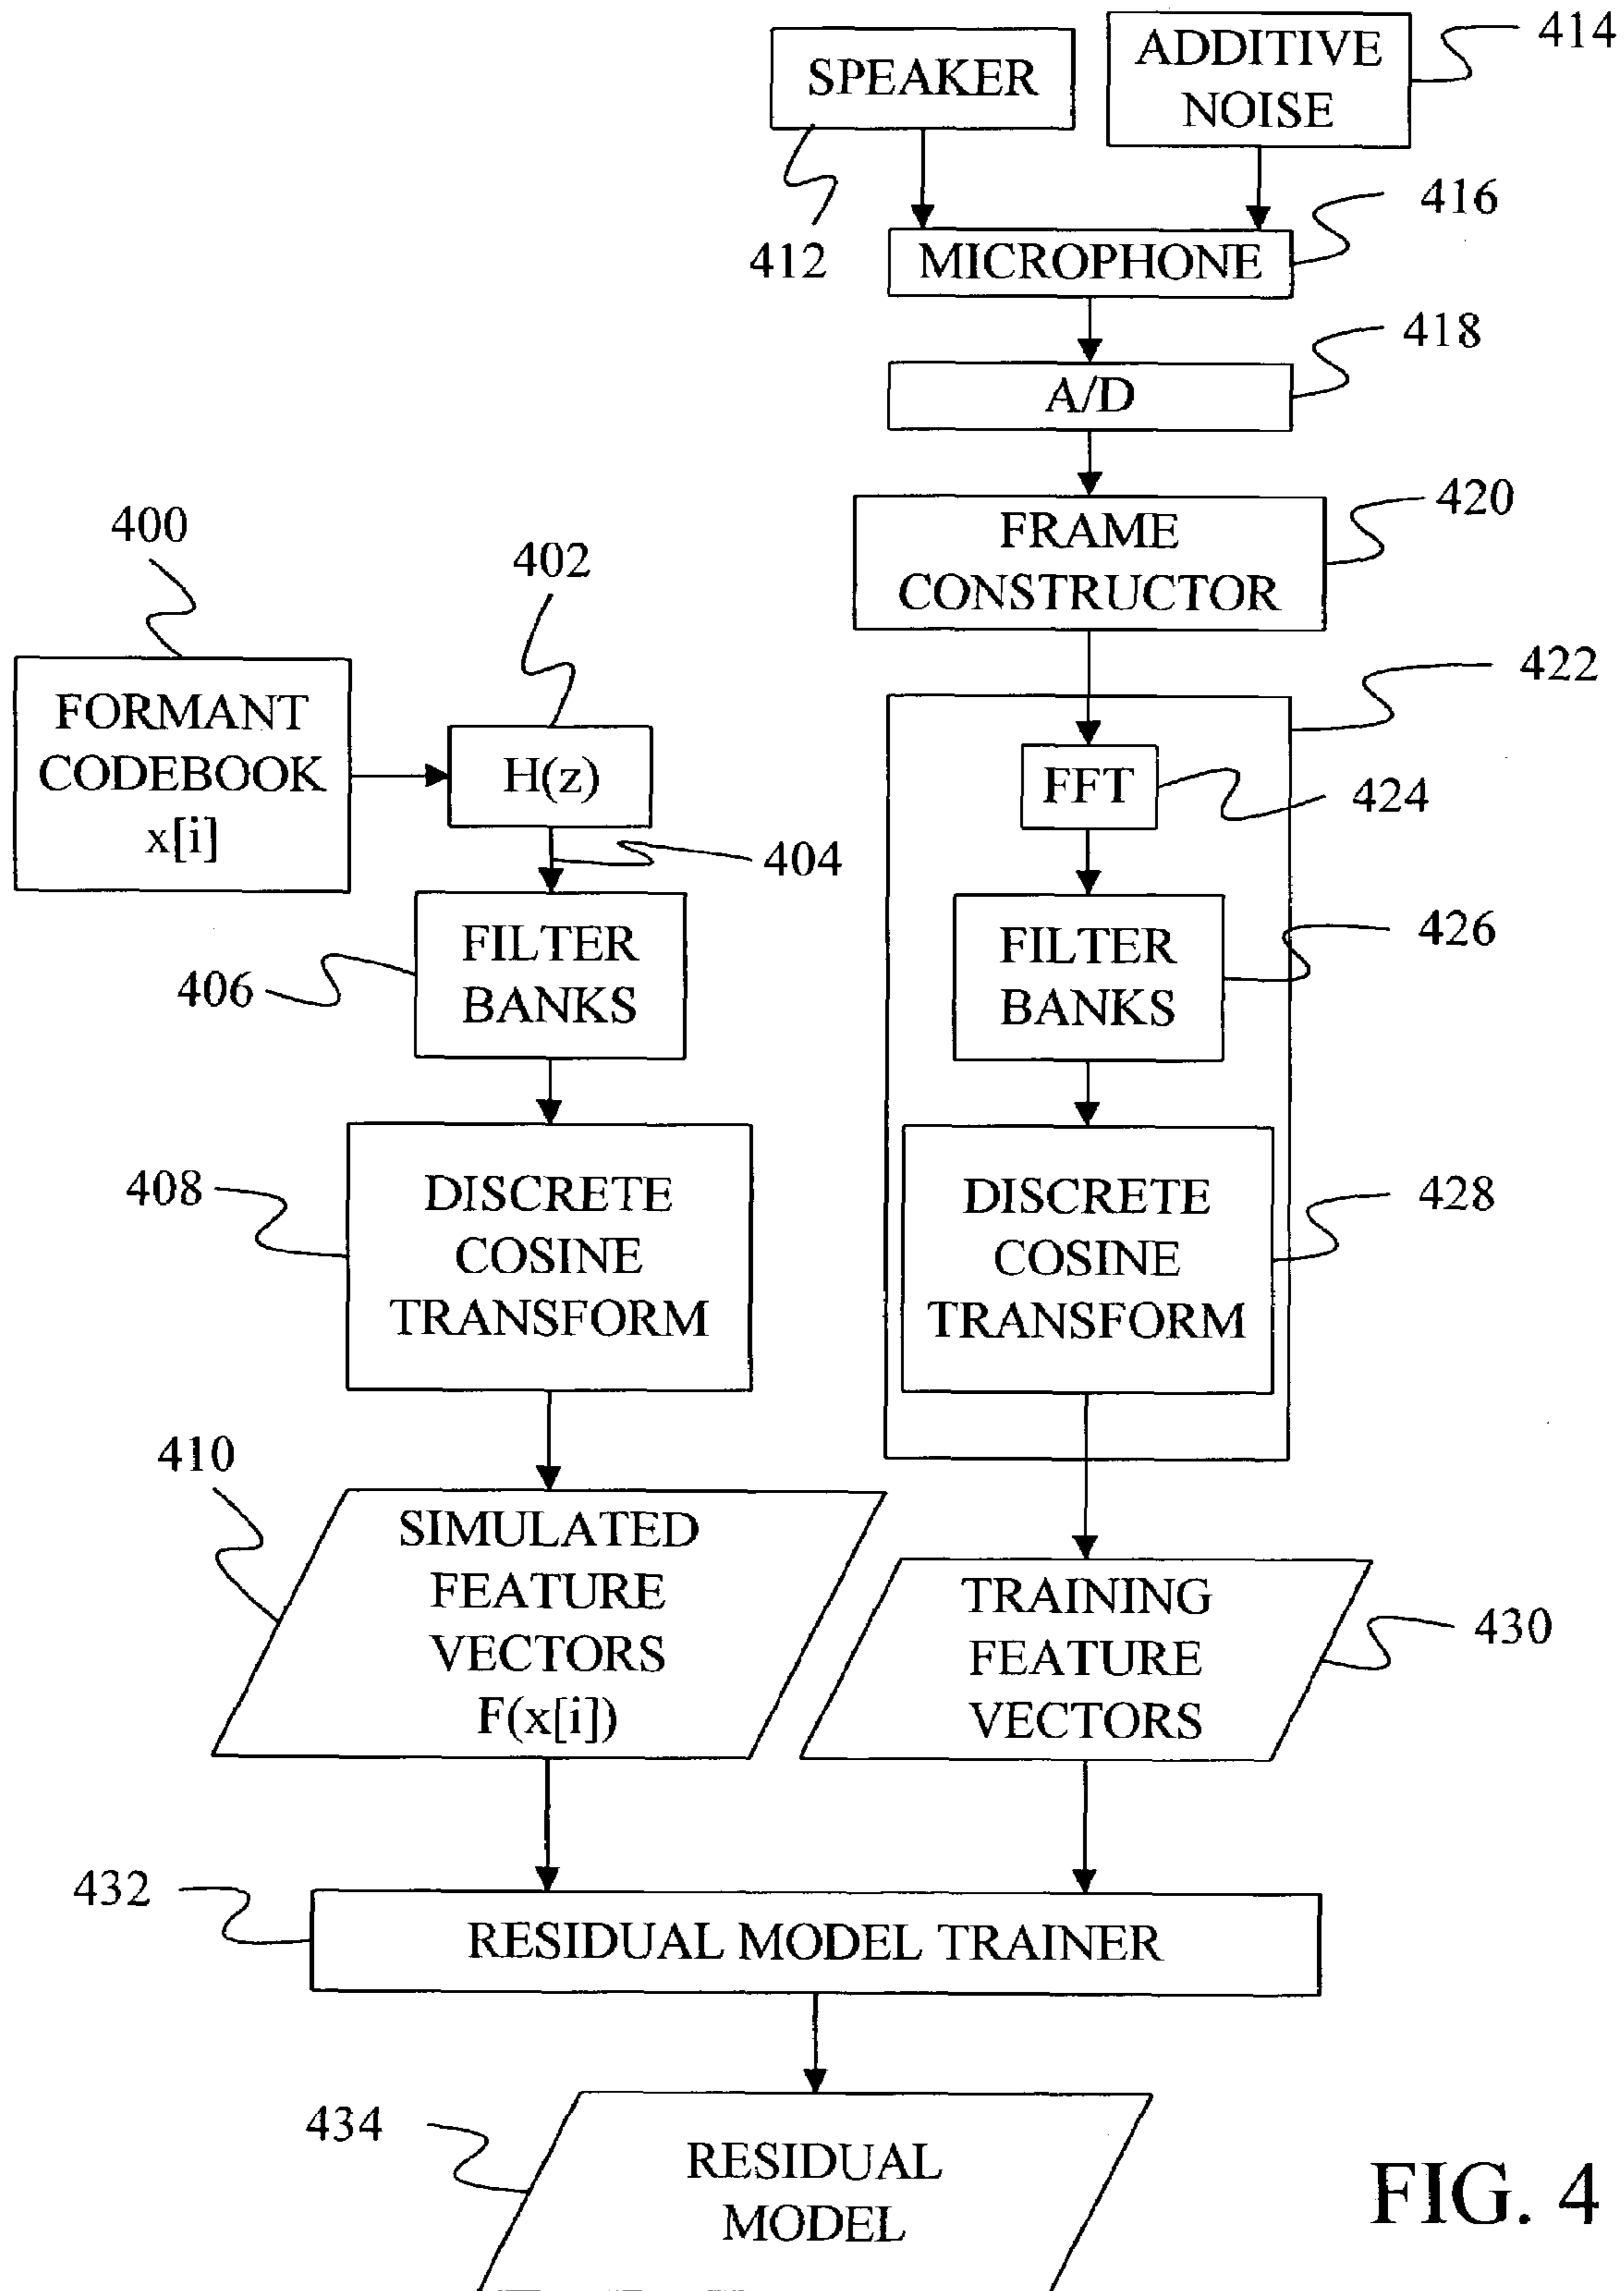 SPEAKER
ADDITIVE
NOISE
414
412
416
MICROPHONE
418
A/D
420
FRAME
CONSTRUCTOR
400
402
422
FORMANT
CODEBOOK
x[i]
H(z)
FFT
424
404
406
FILTER
BANKS
FILTER
BANKS
426
408
DISCRETE
COSINE
TRANSFORM
DISCRETE
COSINE
TRANSFORM
428
410
SIMULATED
FEATURE
VECTORS
F(x[i])
TRAINING
FEATURE
VECTORS
430
432
RESIDUAL MODEL TRAINER
434
RESIDUAL
MODEL
FIG. 4